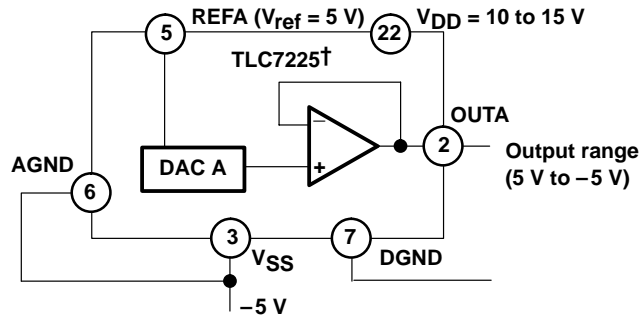 5
REFA (Vref = 5 V)
22
VDD = 10 to 15 V
TLC7225†
−
+
DAC A
OUTA
2
Output range
(5 V to −5 V)
AGND
6
3
VSS
7
DGND
−5 V